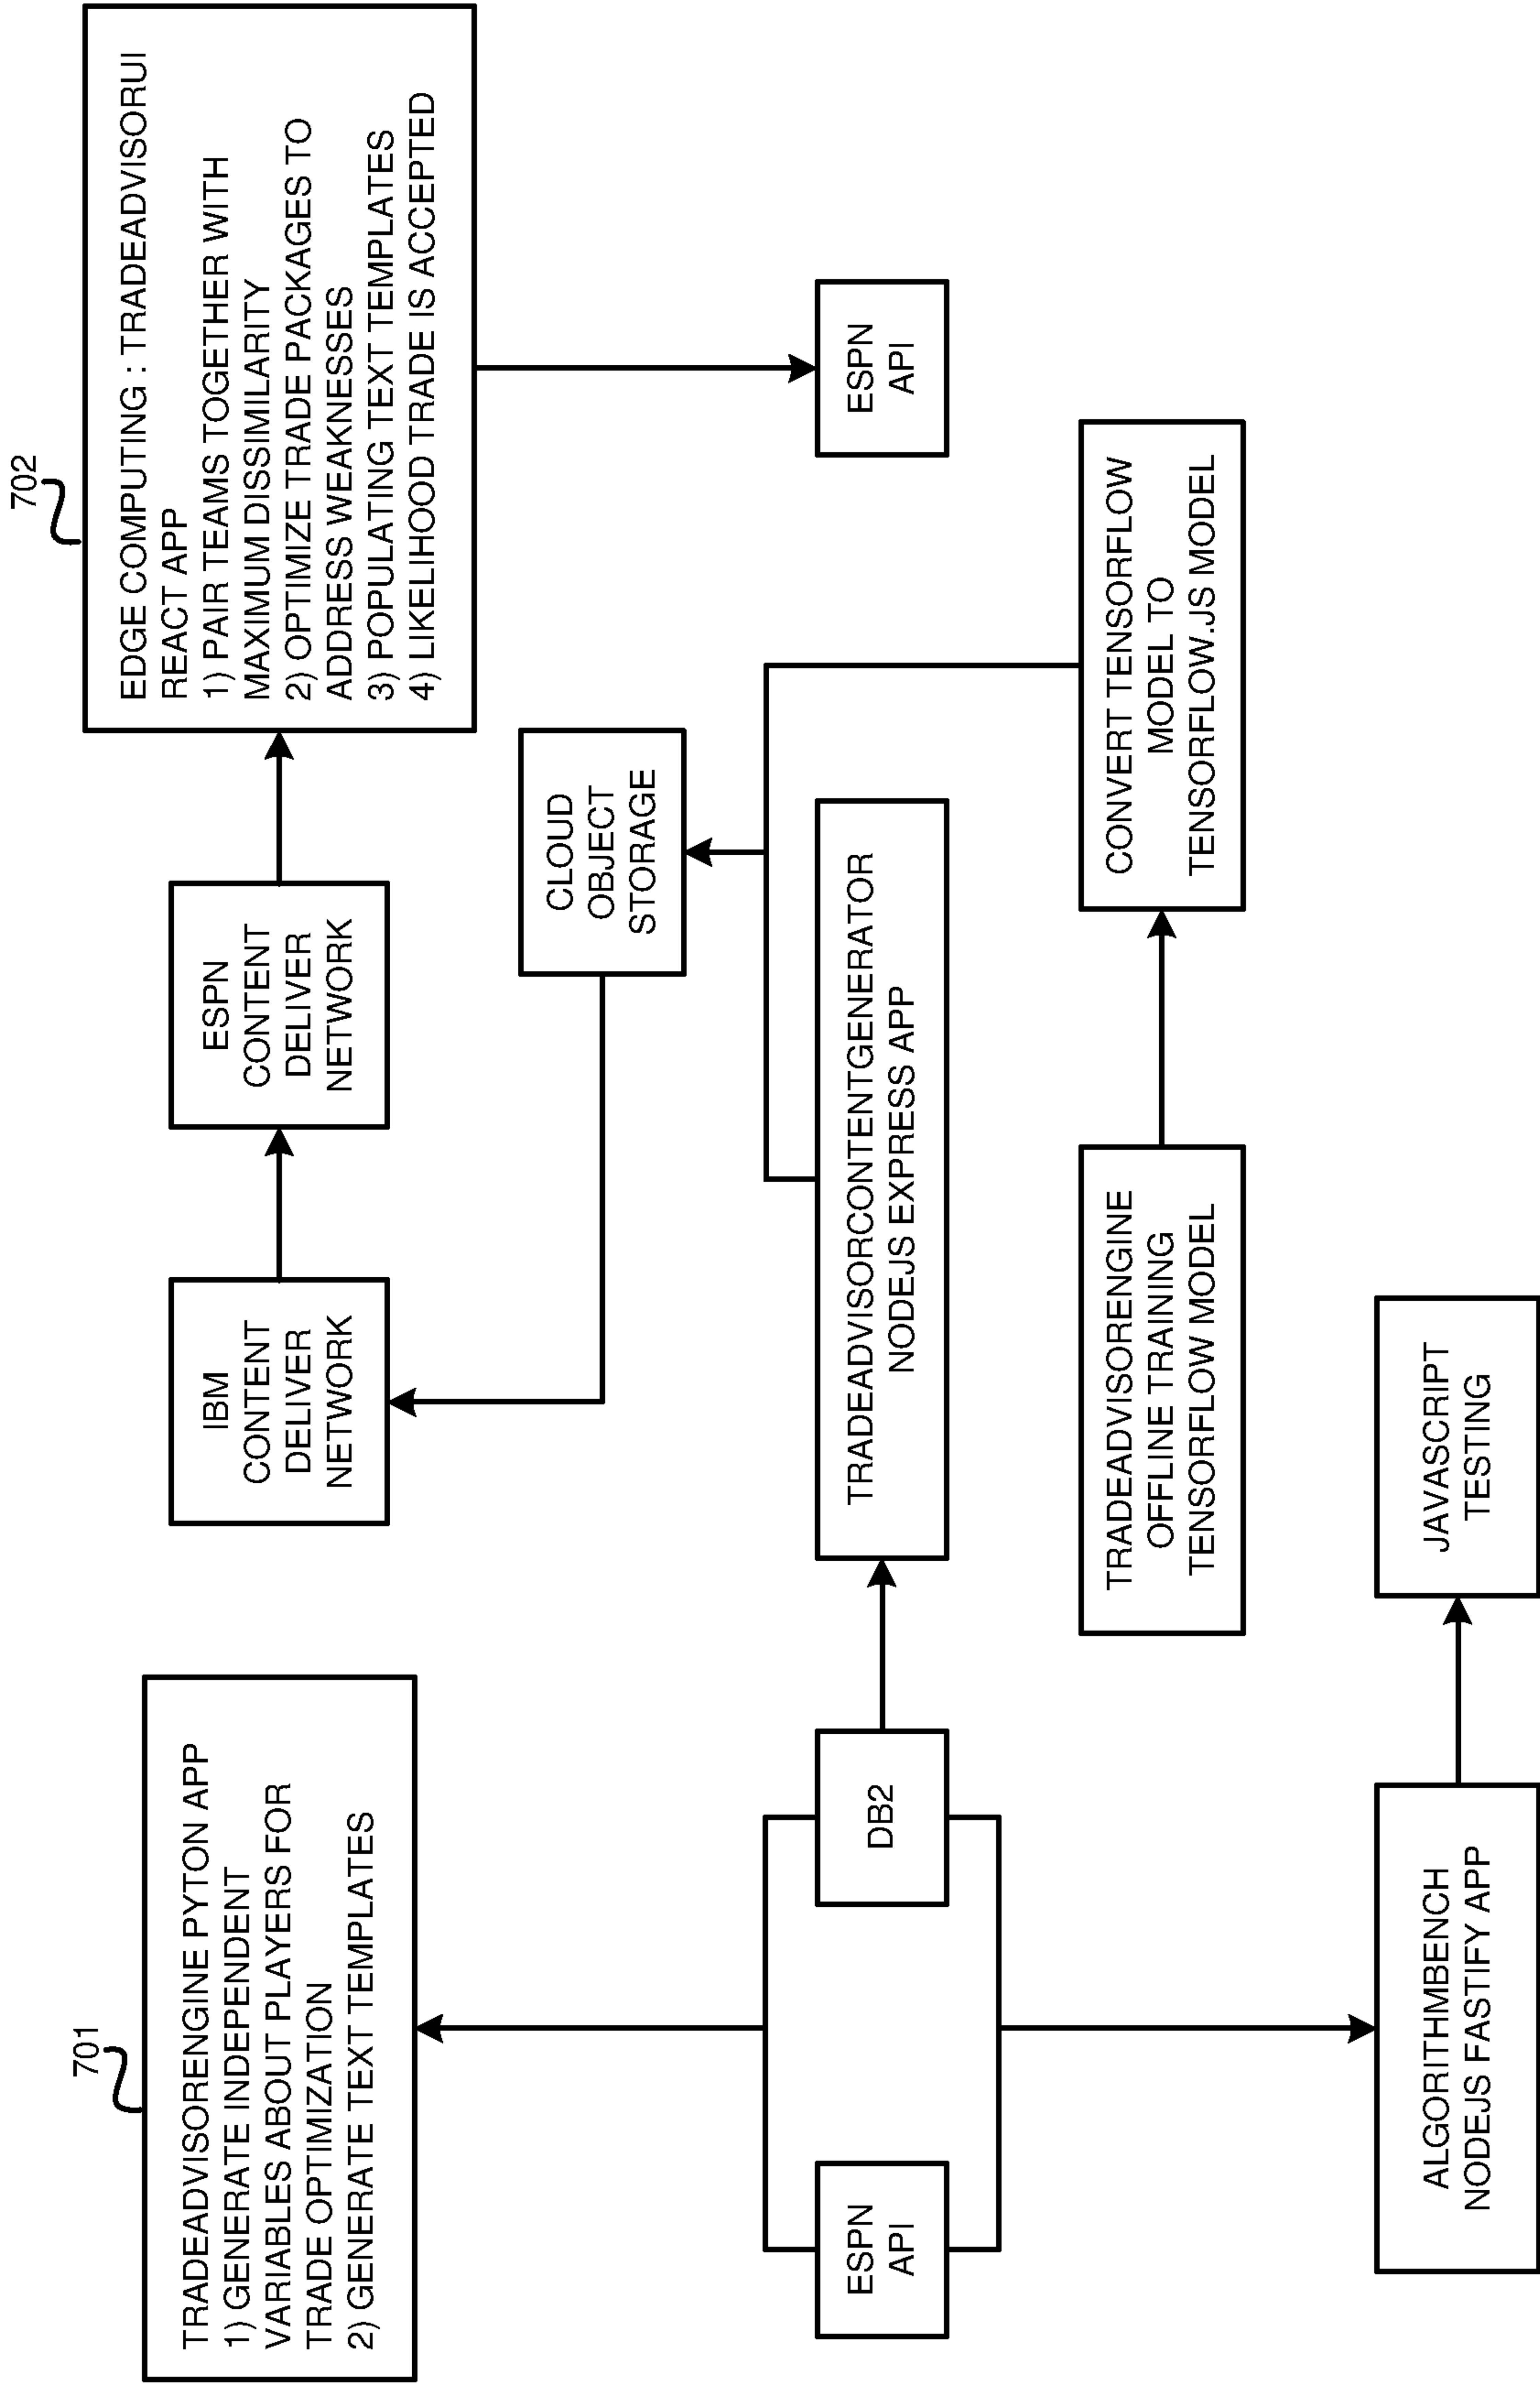 701
TRADEADVISORENGINE PYTON APP
1) GENERATE INDEPENDENT
VARIABLES ABOUT PLAYERS FOR
TRADE OPTIMIZATION
2) GENERATE TEXT TEMPLATES
IBM
CONTENT
DELIVER
NETWORK
ESPN
CONTENT
DELIVER
NETWORK
702
EDGE COMPUTING : TRADEADVISORUI
REACT APP
1) PAIR TEAMS TOGETHER WITH
MAXIMUM DISSIMILARITY
2) OPTIMIZE TRADE PACKAGES TO
ADDRESS WEAKNESSES
3) POPULATING TEXT TEMPLATES
4) LIKELIHOOD TRADE IS ACCEPTED
CLOUD
OBJECT
STORAGE
ESPN
API
DB2
TRADEADVISORCONTENTGENERATOR
NODEJS EXPRESS APP
ESPN
API
TRADEADVISORENGINE
OFFLINE TRAINING
TENSORFLOW MODEL
CONVERT TENSORFLOW
MODEL TO
TENSORFLOW.JS MODEL
ALGORITHMBENCH
NODEJS FASTIFY APP
JAVASCRIPT
TESTING